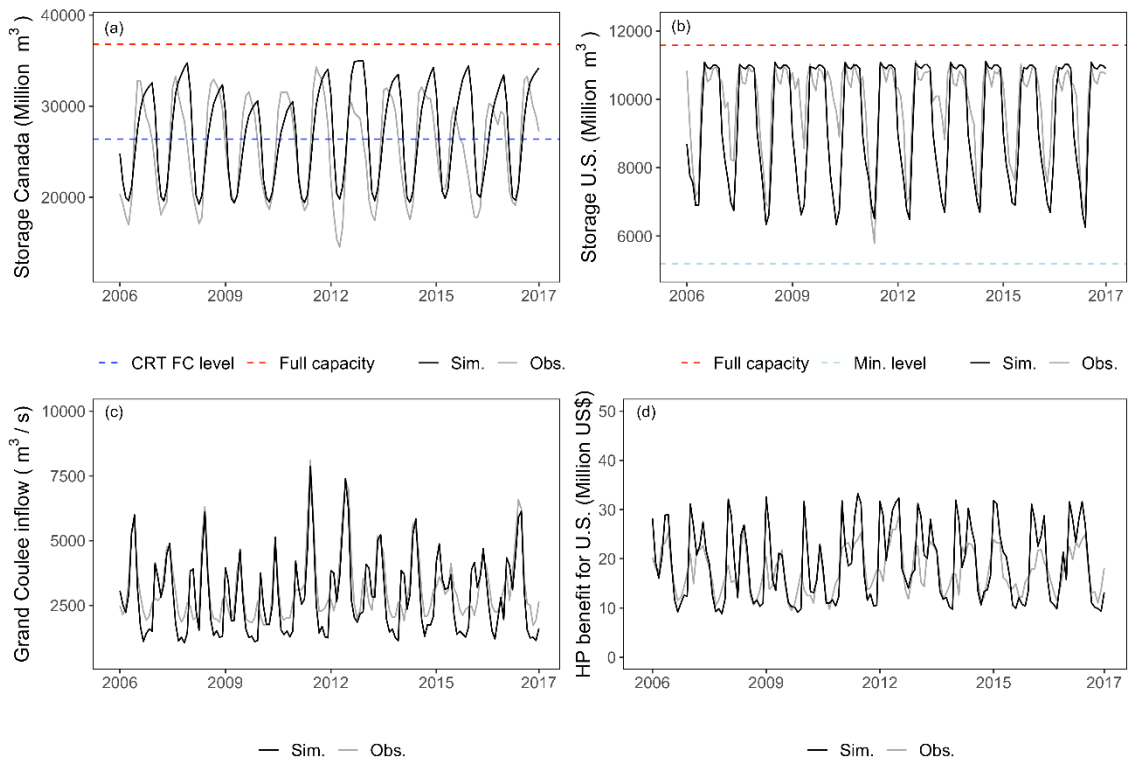 (a)
Storage Canada (Million m³)
40000
30000
20000
2006 2009 2012 2015 2017
CRT FC level Full capacity Sim. Obs.
(b)
Storage U.S. (Million m³)
12000
10000
8000
6000
2006 2009 2012 2015 2017
Full capacity Min. level Sim. Obs.
(c)
Grand Coulee inflow ( m³ / s)
10000
7500
5000
2500
2006 2009 2012 2015 2017
Sim. Obs.
(d)
HP benefit for U.S. (Million US$)
50
40
30
20
10
0
2006 2009 2012 2015 2017
Sim. Obs.